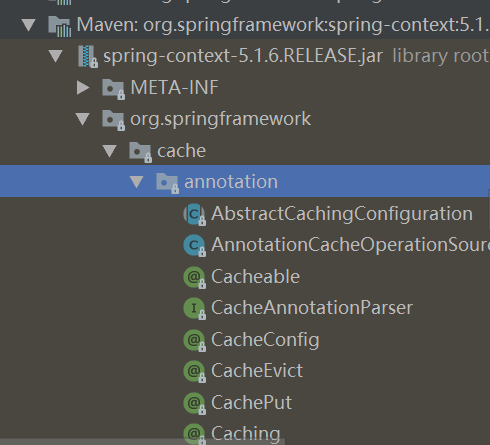 Maven: org.springframework:spring-context:5.1.
spring-context-5.1.6.RELEASE.jar library root
META-INF
org.springframework
cache
annotation
AbstractCachingConfiguration
AnnotationCacheOperationSourc
Cacheable
CacheAnnotationParser
CacheConfig
CacheEvict
CachePut
Caching